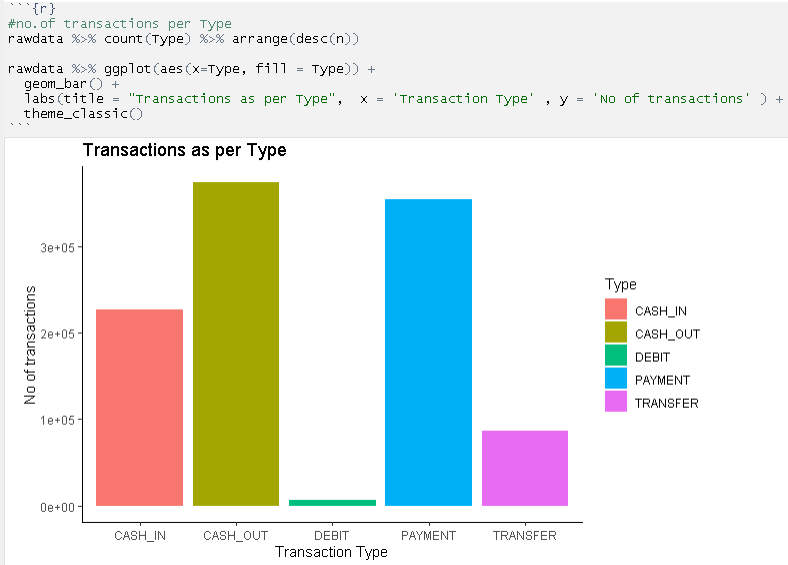 ```{r}
#no.of transactions per Type
rawdata %>% count(Type) %>% arrange(desc(n))
rawdata %>% ggplot(aes(x=Type, fill = Type)) +
  geom_bar() +
  labs(title = "Transactions as per Type",  x = 'Transaction Type' , y = 'No of transactions' ) +
  theme_classic()
```
Transactions as per Type
No of transactions
3e+05
2e+05
1e+05
0e+00
CASH_IN CASH_OUT DEBIT PAYMENT TRANSFER
Transaction Type
Type
CASH_IN
CASH_OUT
DEBIT
PAYMENT
TRANSFER